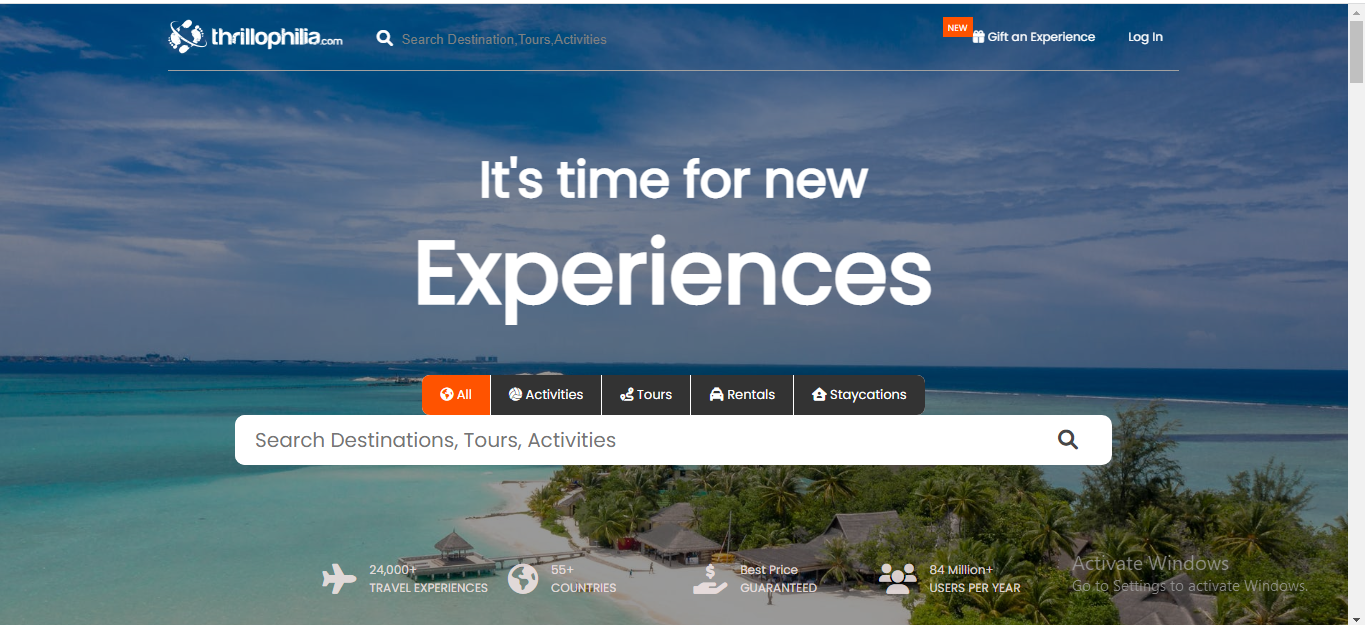 thrillophilia.com
Search Destination,Tours,Activities
NEW
Gift an Experience
Log In
It's time for new
Experiences
All
Activities
Tours
Rentals
Staycations
Search Destinations, Tours, Activities
24,000+
TRAVEL EXPERIENCES
55+
COUNTRIES
Best Price
GUARANTEED
84 Million+
USERS PER YEAR
Activate Windows
Go to Settings to activate Windows.